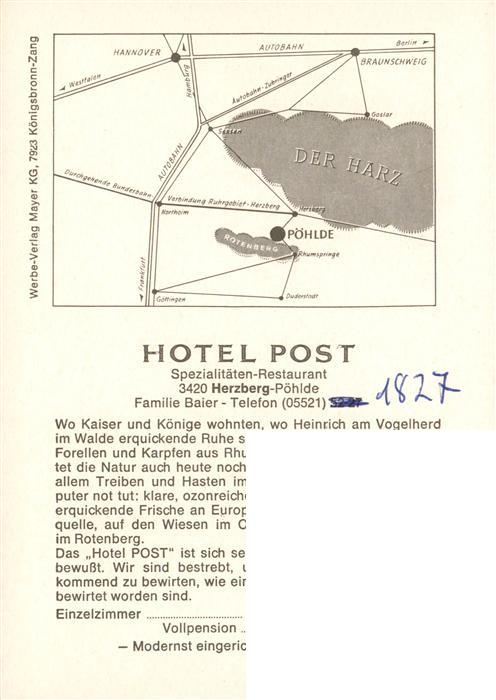 Werbe-Verlag Mayer KG, 7923 Königsbronn-Zang
HANNOVER
AUTOBAHN
Berlin
BRAUNSCHWEIG
Westfalen
Hamburg
Autobahn-Zubringer
Goslar
Seesen
DER HARZ
AUTOBAHN
Durchgehende Bundesbahn
Verbindung Ruhrgebiet-Herzberg
Northeim
Herzberg
PÖHLDE
ROTENBERG
Rhumspringe
Frankfurt
Göttingen
Duderstadt
HOTEL POST
Spezialitäten-Restaurant
3420 Herzberg-Pöhlde
Familie Baier - Telefon (05521) 1827
Wo Kaiser und Könige wohnten, wo Heinrich am Vogelherd
im Walde erquickende Ruhe s
Forellen und Karpfen aus Rhu
tet die Natur auch heute noch
allem Treiben und Hasten im
puter not tut: klare, ozonreiche
erquickende Frische an Europ
quelle, auf den Wiesen im O
im Rotenberg.
Das „Hotel POST" ist sich se
bewußt. Wir sind bestrebt, u
kommend zu bewirten, wie ein
bewirtet worden sind.
Einzelzimmer ..........
Vollpension ..
— Modernst eingeric